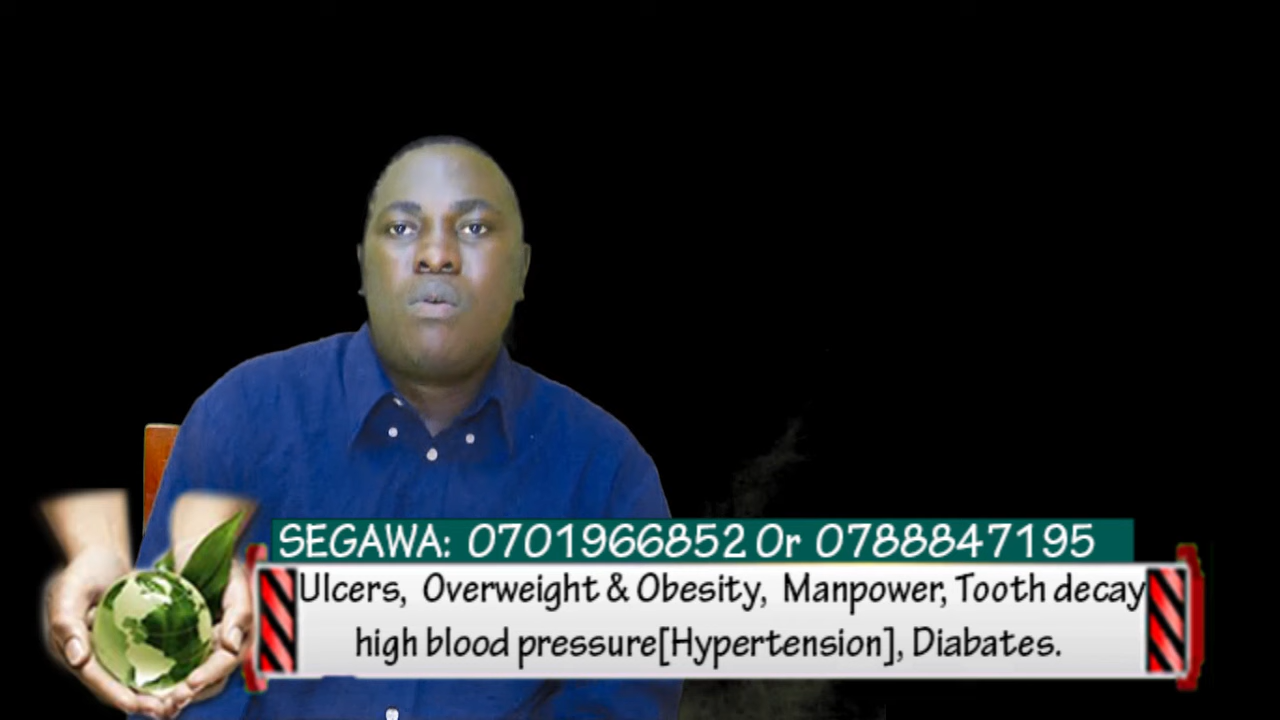 SEGAWA: 0701966852 Or 0788847195
Ulcers, Overweight & Obesity, Manpower, Tooth decay
high blood pressure[Hypertension], Diabates.